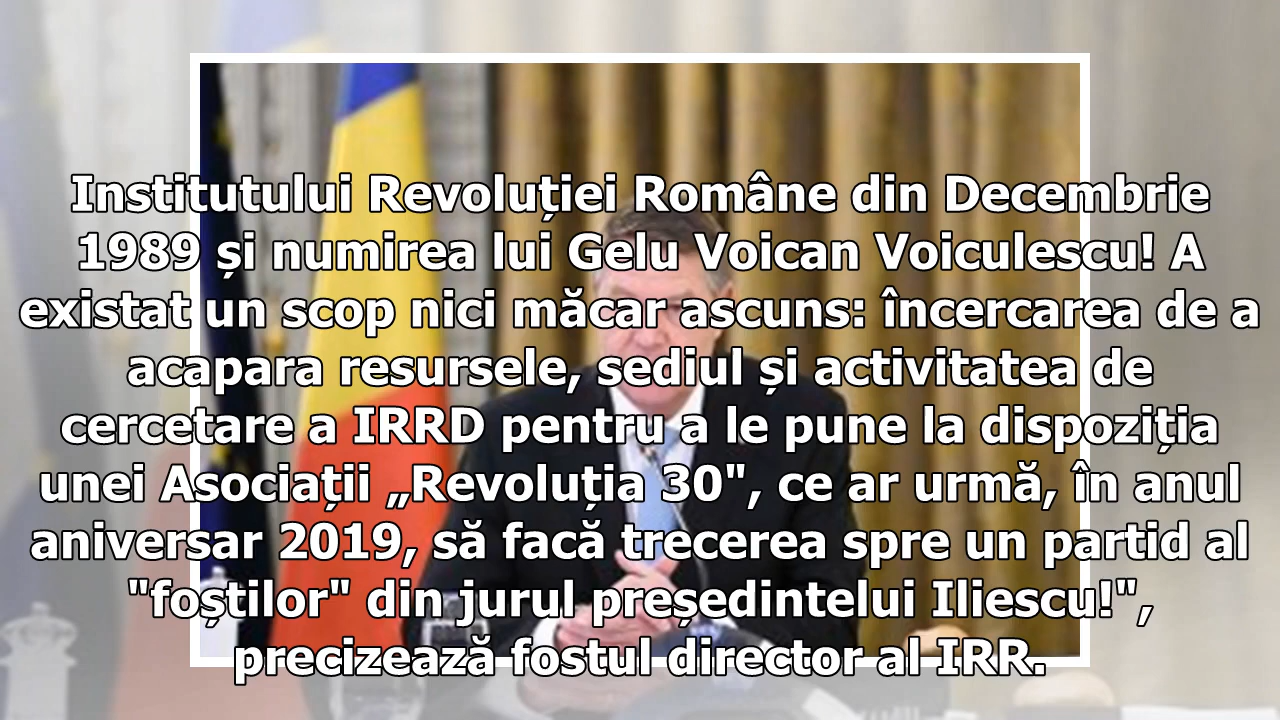 Institutului Revoluției Române din Decembrie
1989 și numirea lui Gelu Voican Voiculescu! A
existat un scop nici măcar ascuns: încercarea de a
acapara resursele, sediul și activitatea de
cercetare a IRRD pentru a le pune la dispoziția
unei Asociații „Revoluția 30", ce ar urmă, în anul
aniversar 2019, să facă trecerea spre un partid al
"foștilor" din jurul președintelui Iliescu!",
precizează fostul director al IRR.